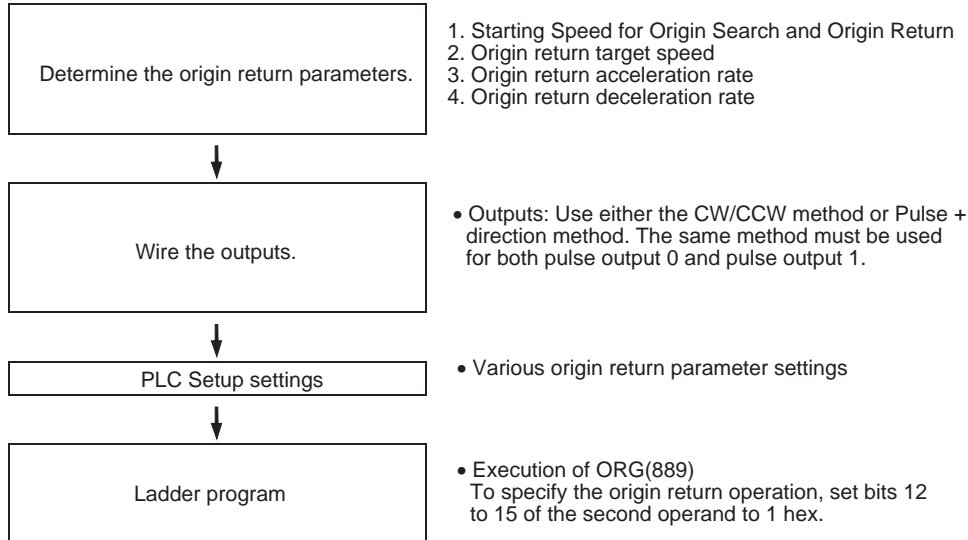 Determine the origin return parameters.
1. Starting Speed for Origin Search and Origin Return
2. Origin return target speed
3. Origin return acceleration rate
4. Origin return deceleration rate
Wire the outputs.
• Outputs: Use either the CW/CCW method or Pulse +
direction method. The same method must be used
for both pulse output 0 and pulse output 1.
PLC Setup settings
• Various origin return parameter settings
Ladder program
• Execution of ORG(889)
To specify the origin return operation, set bits 12
to 15 of the second operand to 1 hex.